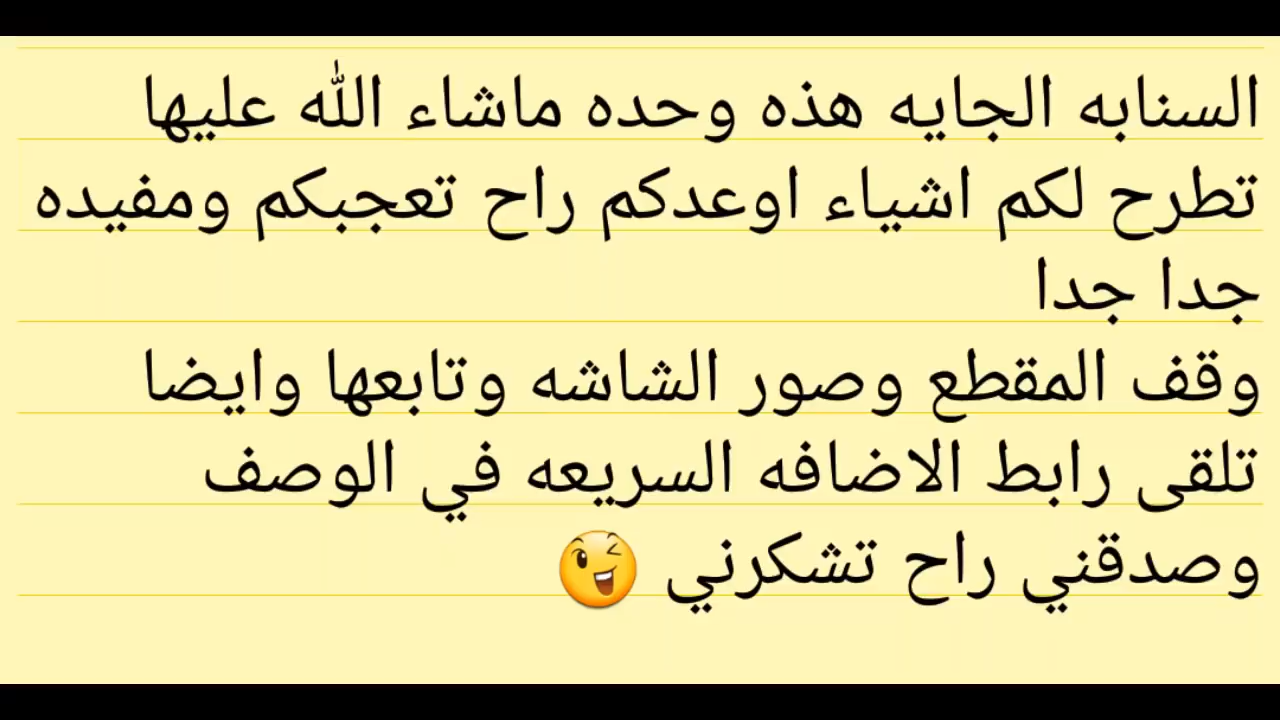 السنابه الجايه هذه وحده ماشاء الله عليها
تطرح لكم اشياء اوعدكم راح تعجبكم ومفيده
جدا جدا
وقف المقطع وصور الشاشه وتابعها وايضا
تلقى رابط الاضافه السريعه في الوصف
وصدقني راح تشكرني 😉